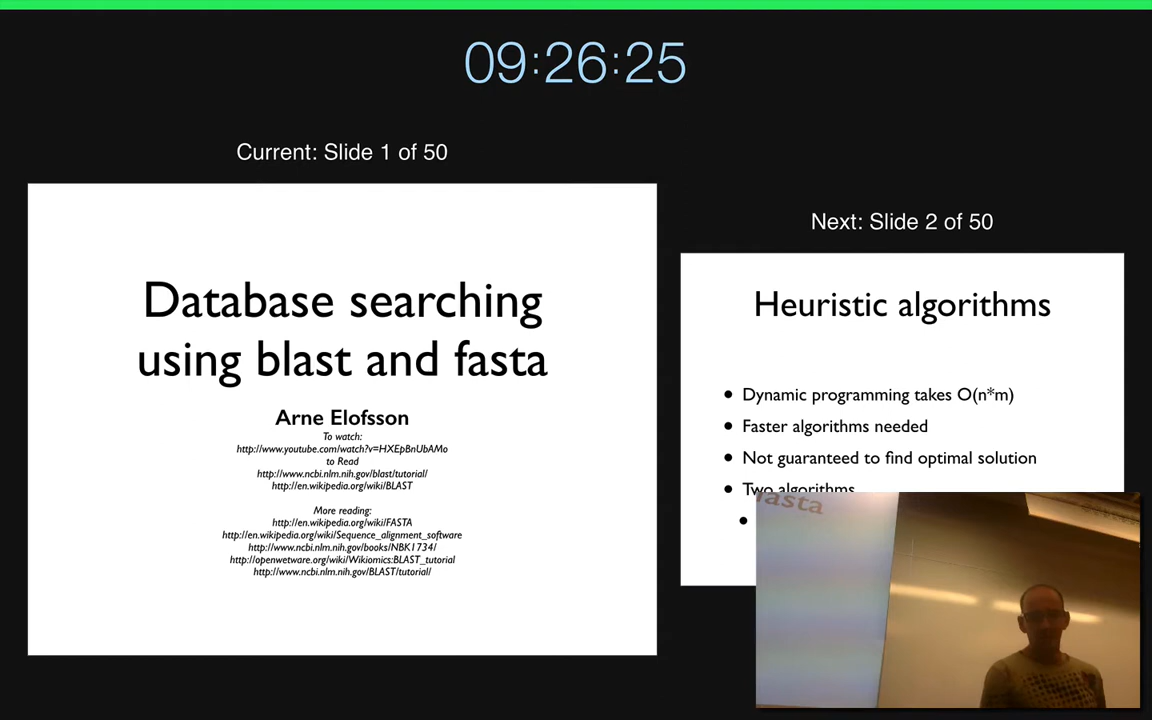 09:26:25
Current: Slide 1 of 50
Database searching
using blast and fasta
Arne Elofsson
To watch:
http://www.youtube.com/watch?v=HXEpBnUbAMo
to Read
http://www.ncbi.nlm.nih.gov/blast/tutorial/
http://en.wikipedia.org/wiki/BLAST
More reading:
http://en.wikipedia.org/wiki/FASTA
http://en.wikipedia.org/wiki/Sequence_alignment_software
http://www.ncbi.nlm.nih.gov/books/NBK1734/
http://openwetware.org/wiki/Wikiomics:BLAST_tutorial
http://www.ncbi.nlm.nih.gov/BLAST/tutorial/
Next: Slide 2 of 50
Heuristic algorithms
• Dynamic programming takes O(n*m)
• Faster algorithms needed
• Not guaranteed to find optimal solution
• Two algorithms
•
fasta